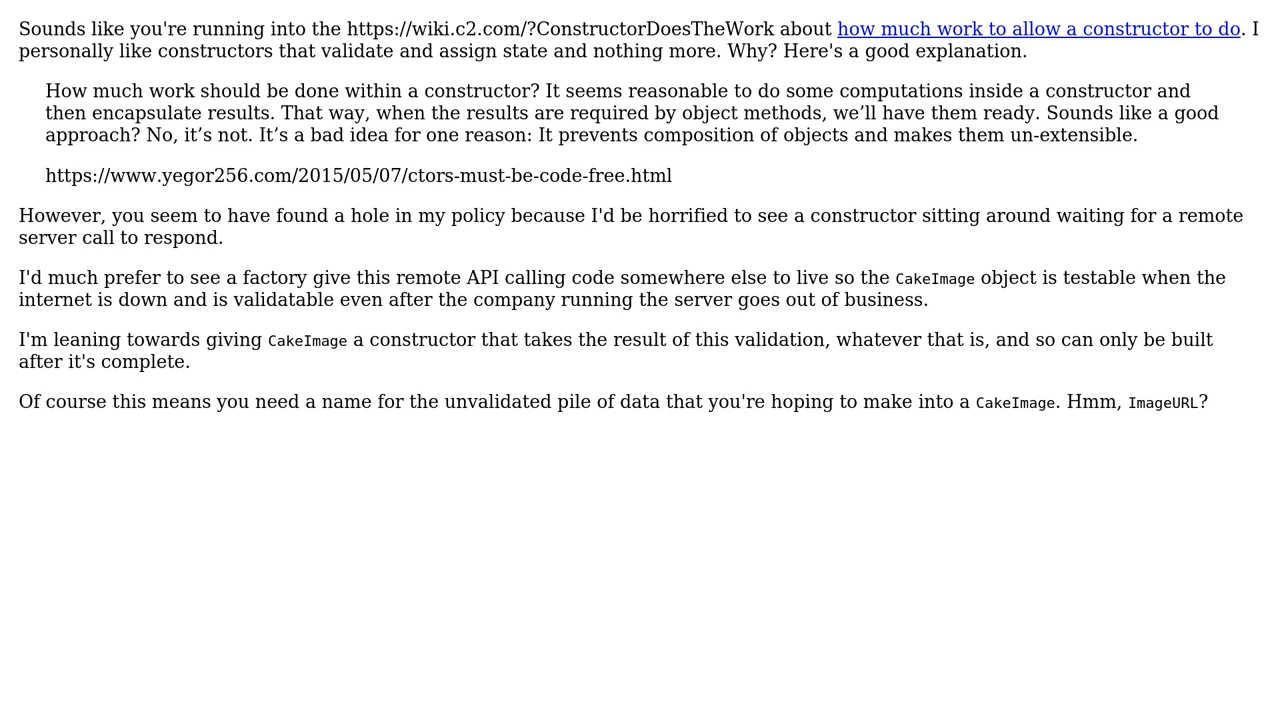 Sounds like you're running into the https://wiki.c2.com/?ConstructorDoesTheWork about how much work to allow a constructor to do. I
personally like constructors that validate and assign state and nothing more. Why? Here's a good explanation.
How much work should be done within a constructor? It seems reasonable to do some computations inside a constructor and
then encapsulate results. That way, when the results are required by object methods, we’ll have them ready. Sounds like a good
approach? No, it’s not. It’s a bad idea for one reason: It prevents composition of objects and makes them un-extensible.
https://www.yegor256.com/2015/05/07/ctors-must-be-code-free.html
However, you seem to have found a hole in my policy because I'd be horrified to see a constructor sitting around waiting for a remote
server call to respond.
I'd much prefer to see a factory give this remote API calling code somewhere else to live so the CakeImage object is testable when the
internet is down and is validatable even after the company running the server goes out of business.
I'm leaning towards giving CakeImage a constructor that takes the result of this validation, whatever that is, and so can only be built
after it's complete.
Of course this means you need a name for the unvalidated pile of data that you're hoping to make into a CakeImage. Hmm, ImageURL?